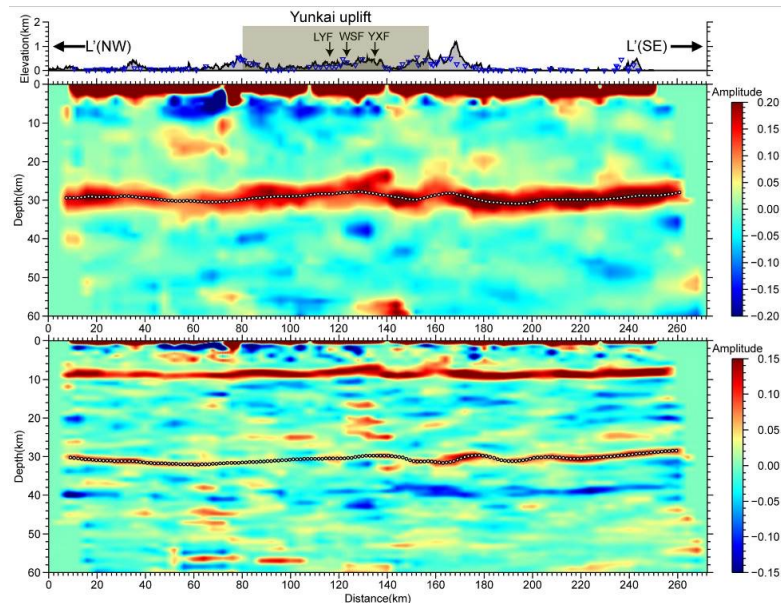 Yunkai uplift
Elevation(km)
2
1
0
L'(NW)
LYF WSF YXF
L'(SE)
Depth(km)
0
10
20
30
40
50
60
0 20 40 60 80 100 120 140 160 180 200 220 240 260
Amplitude
0.20
0.15
0.10
0.05
0.00
−0.05
−0.10
−0.15
−0.20
Depth(km)
0
10
20
30
40
50
60
0 20 40 60 80 100 120 140 160 180 200 220 240 260
Distance(km)
Amplitude
0.15
0.10
0.05
0.00
−0.05
−0.10
−0.15